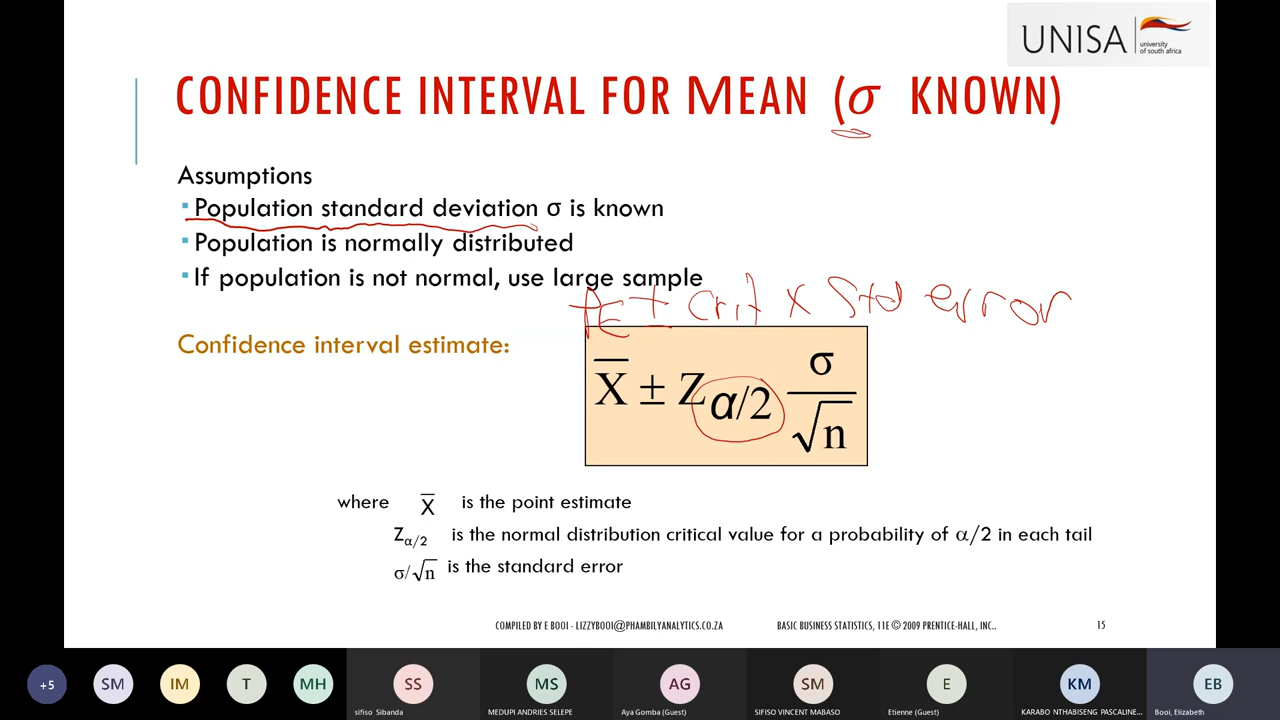 UNISA
university
of south africa
CONFIDENCE INTERVAL FOR MEAN (σ KNOWN)
Assumptions
▪ Population standard deviation σ is known
▪ Population is normally distributed
▪ If population is not normal, use large sample
PE ± crit x Std error
Confidence interval estimate:
X̅ ± Zα/2 σ/√n
where X̅ is the point estimate
Zα/2 is the normal distribution critical value for a probability of α/2 in each tail
σ/√n is the standard error
COMPILED BY E BOOI - LIZZYBOOI@PHAMBILYANALYTICS.CO.ZA BASIC BUSINESS STATISTICS, 11E © 2009 PRENTICE-HALL, INC.. 15
+5 SM IM T MH SS MS AG SM E KM EB
sifiso Sibanda MEDUPI ANDRIES SELEPE Aya Gomba (Guest) SIFISO VINCENT MABASO Etienne (Guest) KARABO NTHABISENG PASCALINE... Booi, Elizabeth